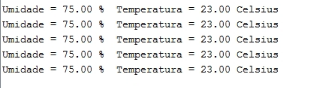 Umidade = 75.00 %  Temperatura = 23.00 Celsius
Umidade = 75.00 %  Temperatura = 23.00 Celsius
Umidade = 75.00 %  Temperatura = 23.00 Celsius
Umidade = 75.00 %  Temperatura = 23.00 Celsius
Umidade = 75.00 %  Temperatura = 23.00 Celsius